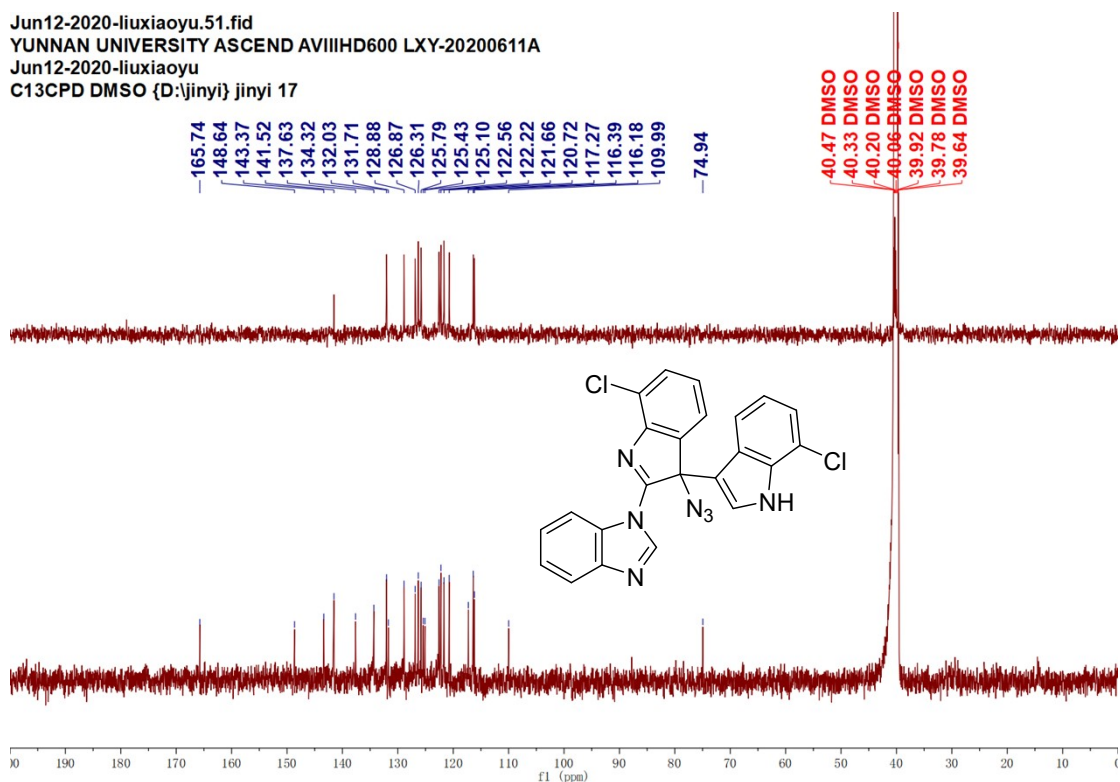 Jun12-2020-liuxiaoyu.51.fid
YUNNAN UNIVERSITY ASCEND AVIIIHD600 LXY-20200611A
Jun12-2020-liuxiaoyu
C13CPD DMSO {D:\jinyi} jinyi 17
165.74
148.64
143.37
141.52
137.63
134.32
132.03
131.71
128.88
126.87
126.31
125.79
125.43
125.10
122.56
122.22
121.66
120.72
117.27
116.39
116.18
109.99
74.94
40.47 DMSO
40.33 DMSO
40.20 DMSO
40.06 DMSO
39.92 DMSO
39.78 DMSO
39.64 DMSO
Cl
N
N3
NH
Cl
N
N
190 180 170 160 150 140 130 120 110 100 90 80 70 60 50 40 30 20 10
f1 (ppm)